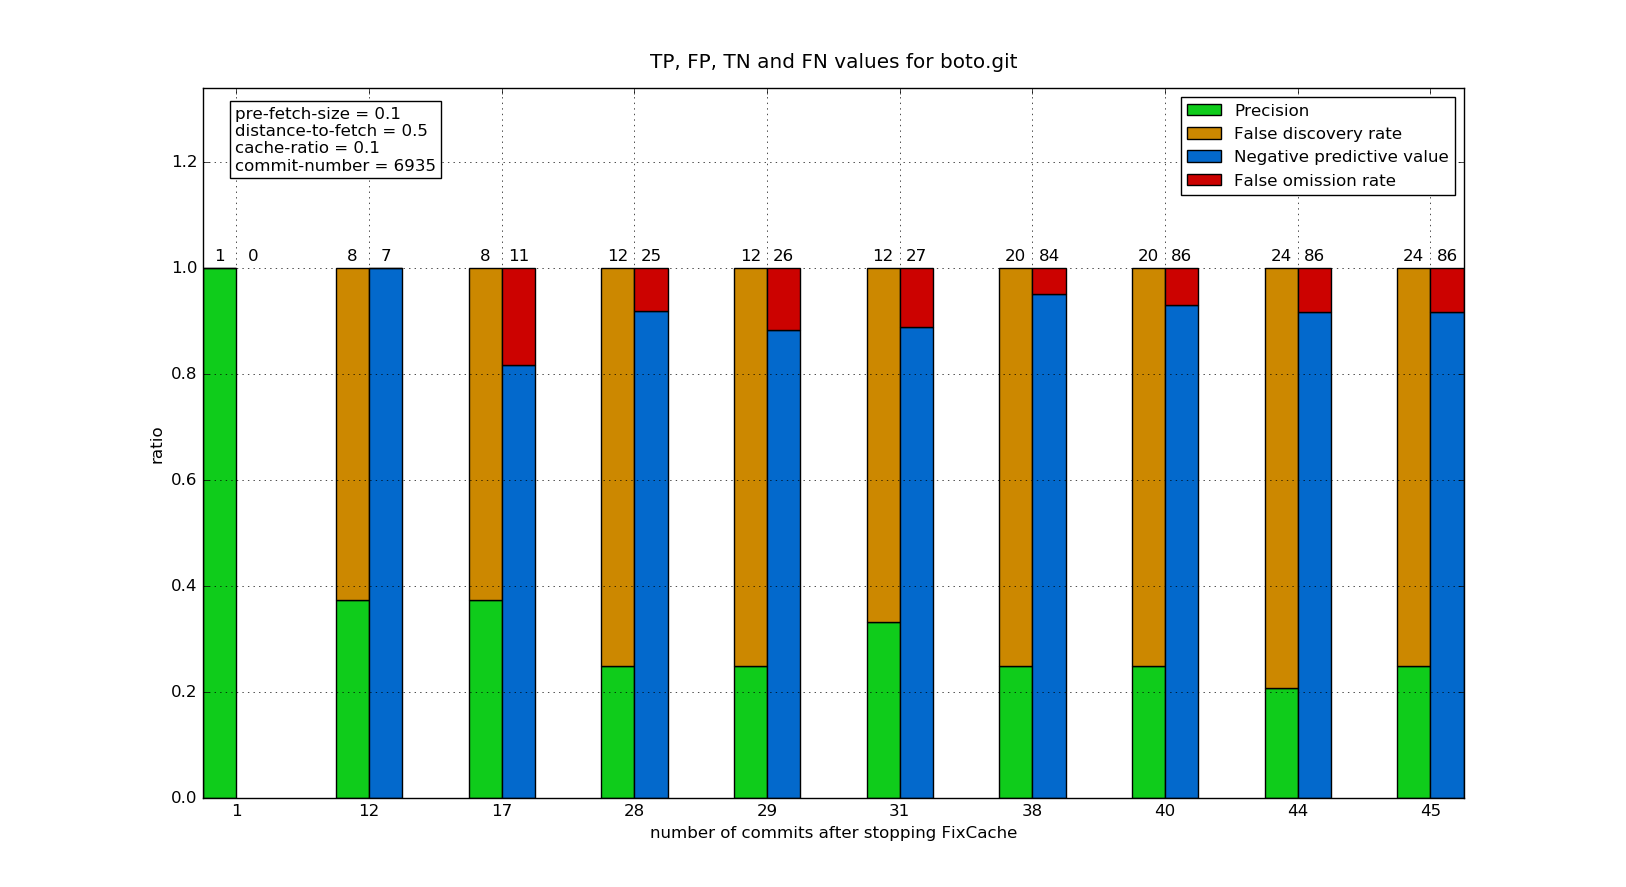 TP, FP, TN and FN values for boto.git
pre-fetch-size = 0.1
distance-to-fetch = 0.5
cache-ratio = 0.1
commit-number = 6935
Precision
False discovery rate
Negative predictive value
False omission rate
1.2
1.0
0.8
0.6
0.4
0.2
0.0
ratio
1 0 8 7 8 11 12 25 12 26 12 27 20 84 20 86 24 86 24 86
1 12 17 28 29 31 38 40 44 45
number of commits after stopping FixCache